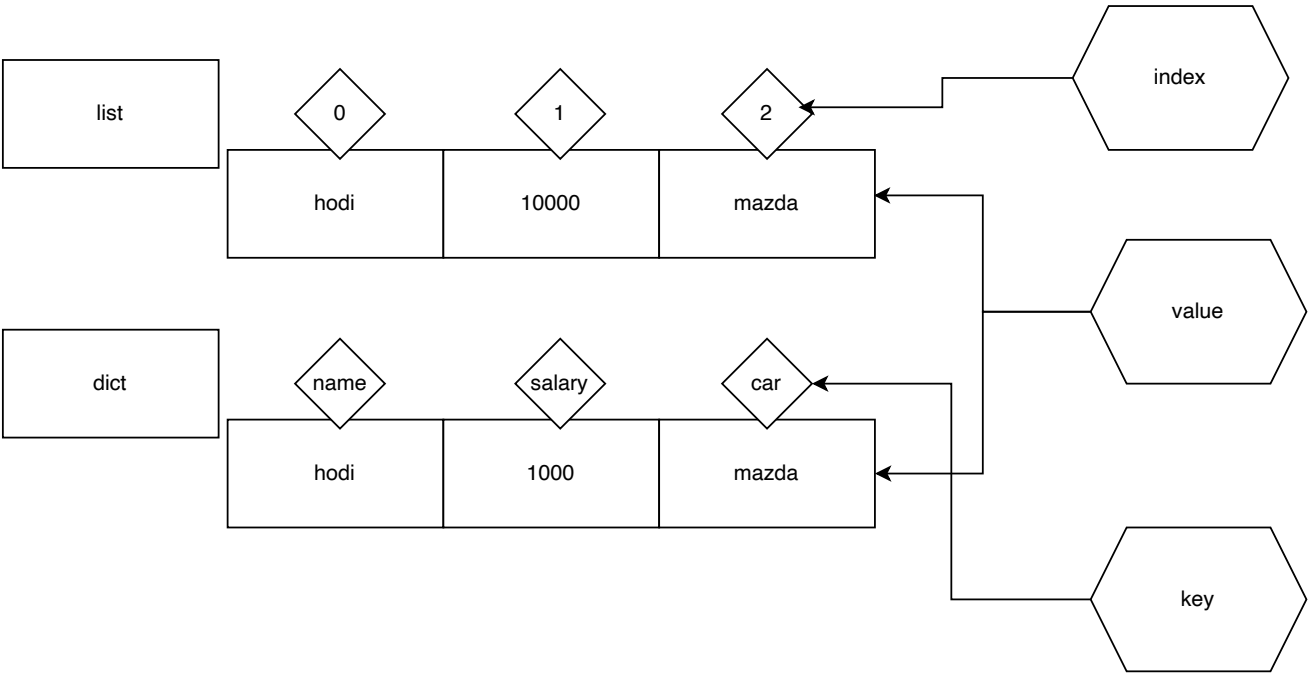 index
list
0
1
2
hodi
10000
mazda
value
dict
name
salary
car
hodi
1000
mazda
key